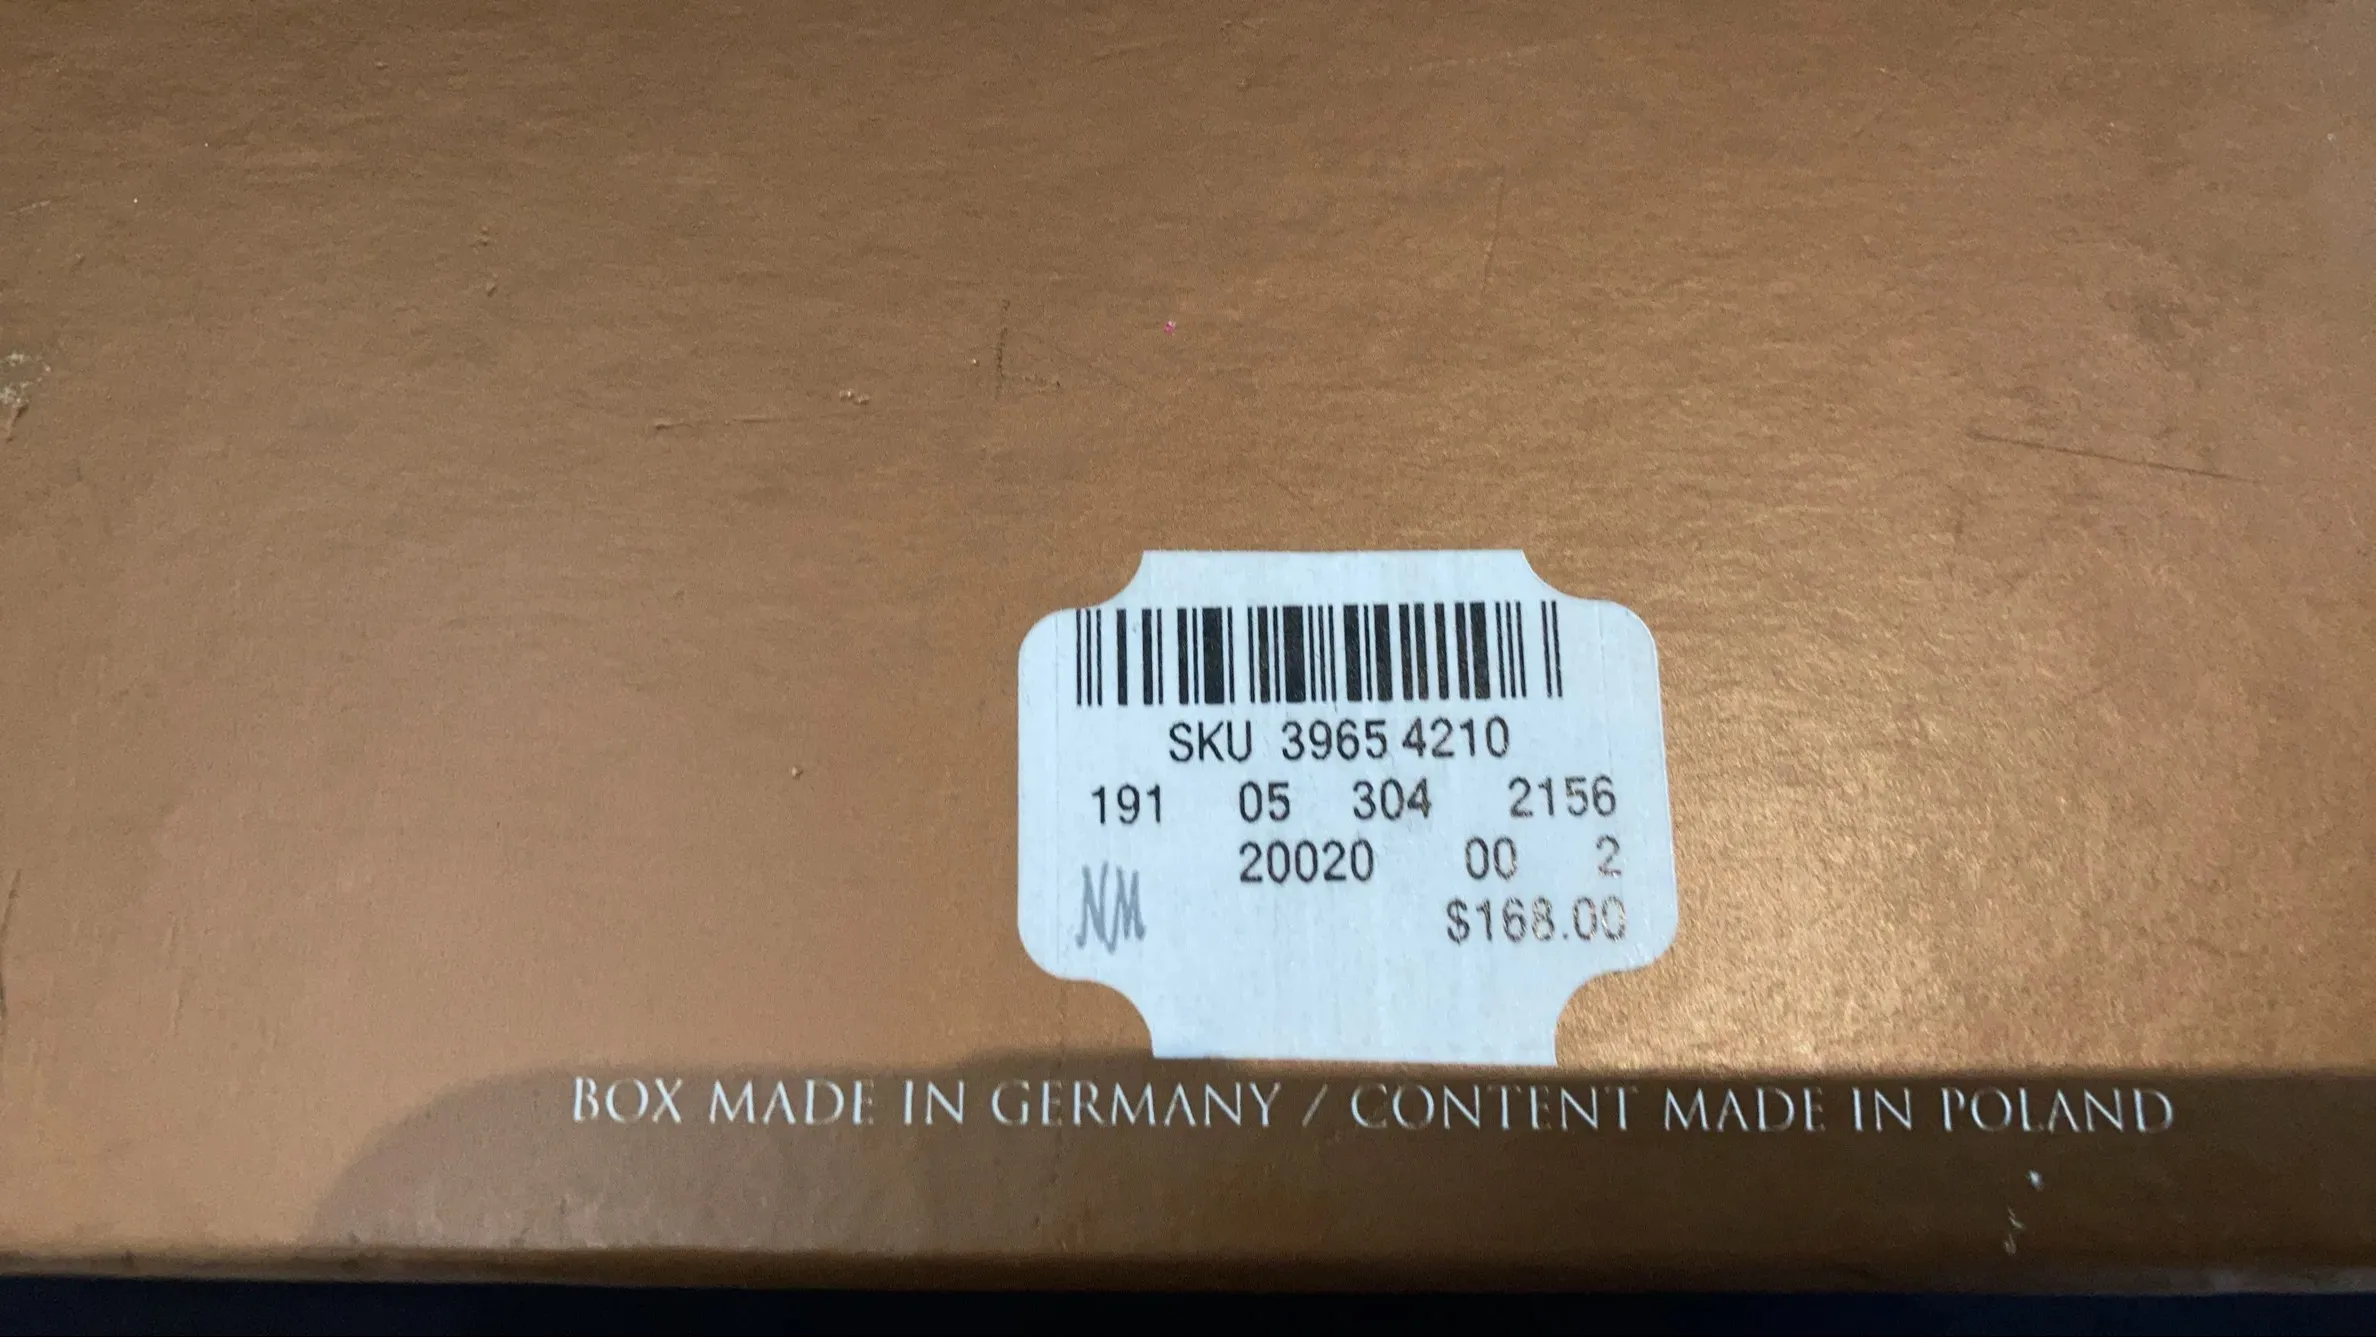 SKU 3965 4210
191 05 304 2156
20020 00 2
NM $168.00
BOX MADE IN GERMANY / CONTENT MADE IN POLAND